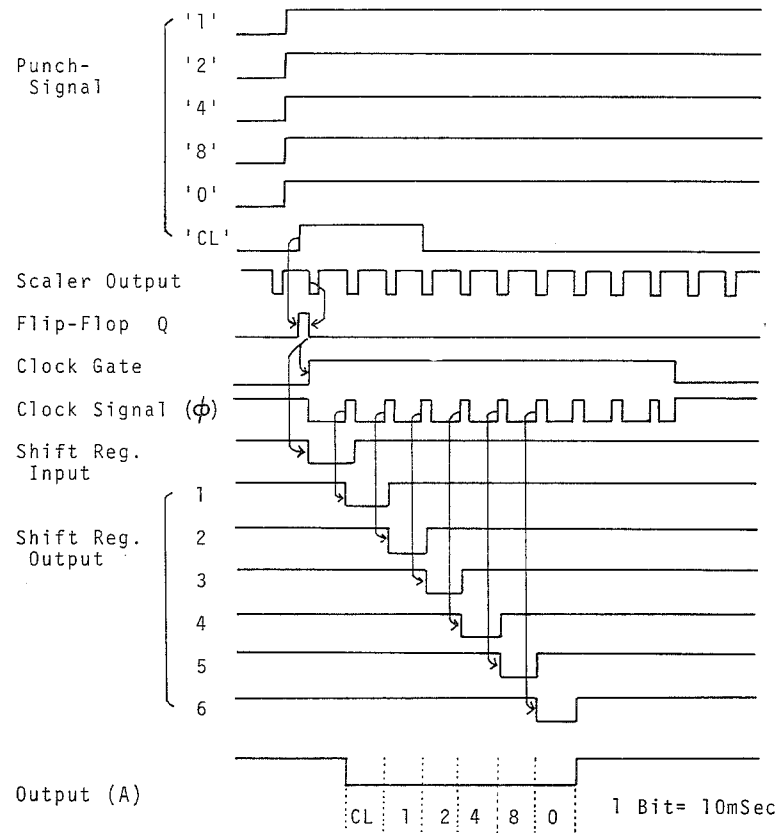 '1'
Punch-
Signal
'2'
'4'
'8'
'0'
'CL'
Scaler Output
Flip-Flop Q
Clock Gate
Clock Signal (ϕ)
Shift Reg.
Input
1
Shift Reg.
Output
2
3
4
5
6
Output (A)
CL 1 2 4 8 0
1 Bit= 10mSec